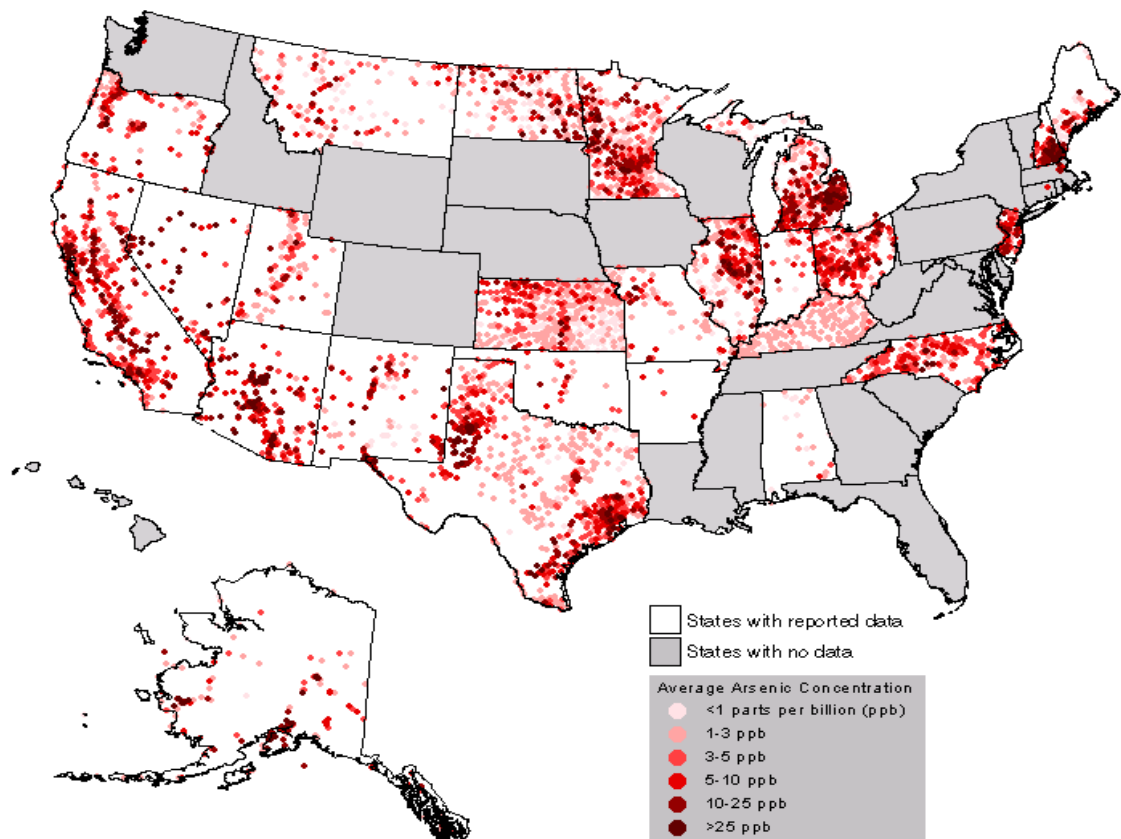 States with reported data
States with no data
Average Arsenic Concentration
<1 parts per billion (ppb)
1-3 ppb
3-5 ppb
5-10 ppb
10-25 ppb
>25 ppb